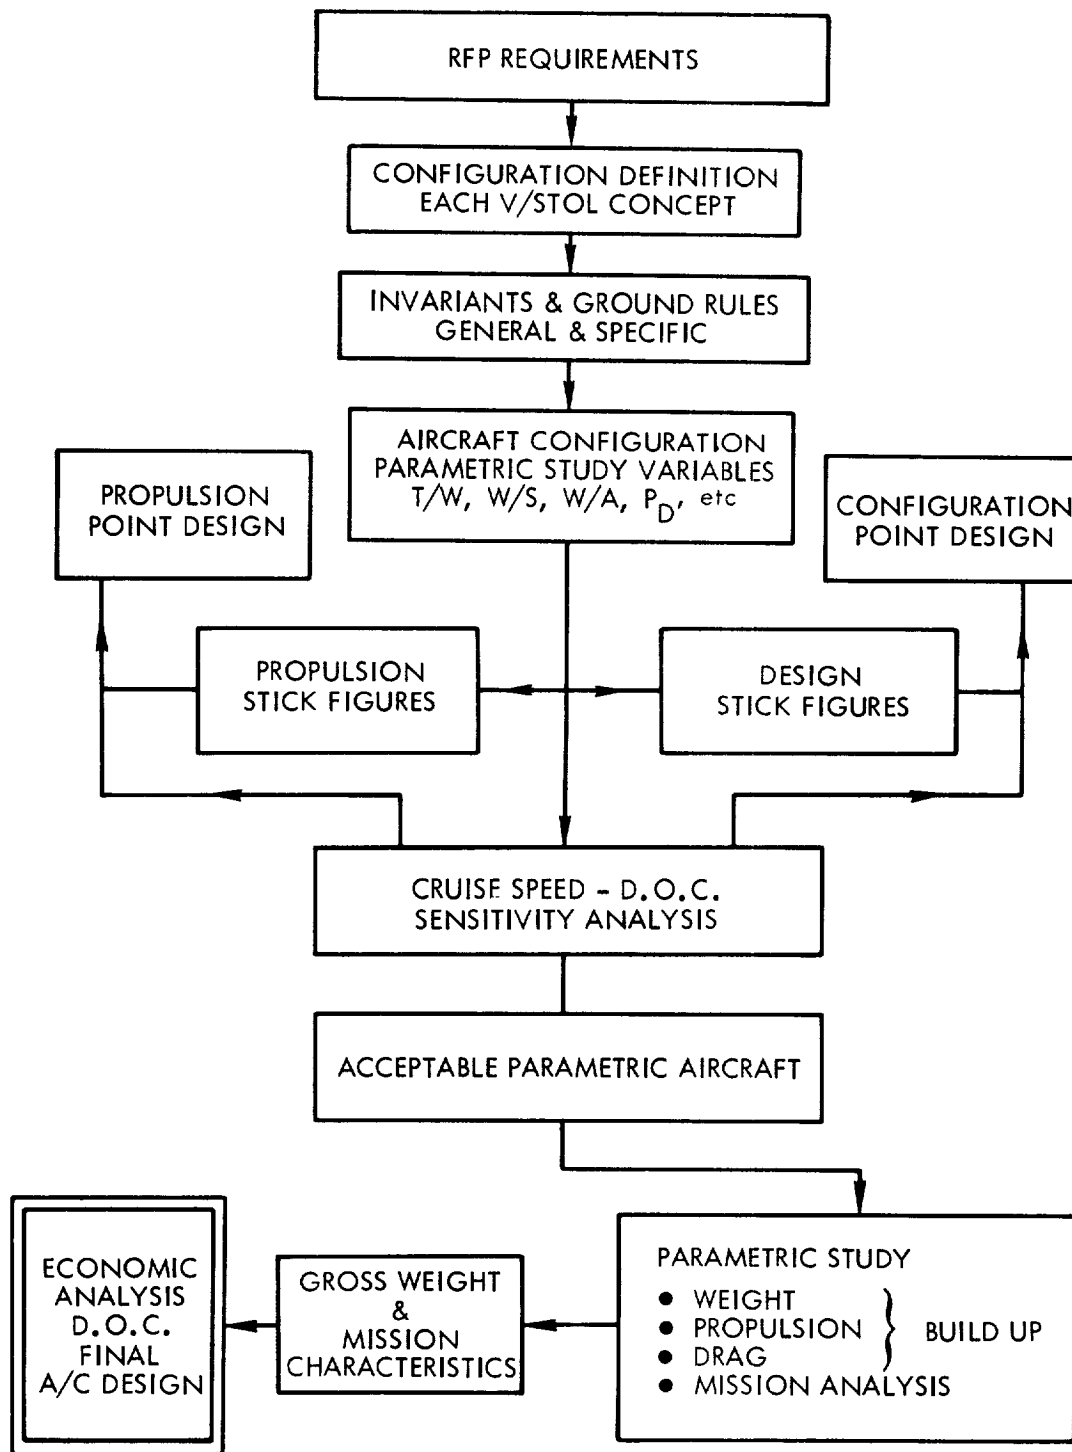 RFP REQUIREMENTS
CONFIGURATION DEFINITION
EACH V/STOL CONCEPT
INVARIANTS & GROUND RULES
GENERAL & SPECIFIC
AIRCRAFT CONFIGURATION
PARAMETRIC STUDY VARIABLES
T/W, W/S, W/A, P_D, etc
PROPULSION
POINT DESIGN
CONFIGURATION
POINT DESIGN
PROPULSION
STICK FIGURES
DESIGN
STICK FIGURES
CRUISE SPEED - D.O.C.
SENSITIVITY ANALYSIS
ACCEPTABLE PARAMETRIC AIRCRAFT
PARAMETRIC STUDY
● WEIGHT
● PROPULSION } BUILD UP
● DRAG
● MISSION ANALYSIS
GROSS WEIGHT
&
MISSION
CHARACTERISTICS
ECONOMIC
ANALYSIS
D.O.C.
FINAL
A/C DESIGN